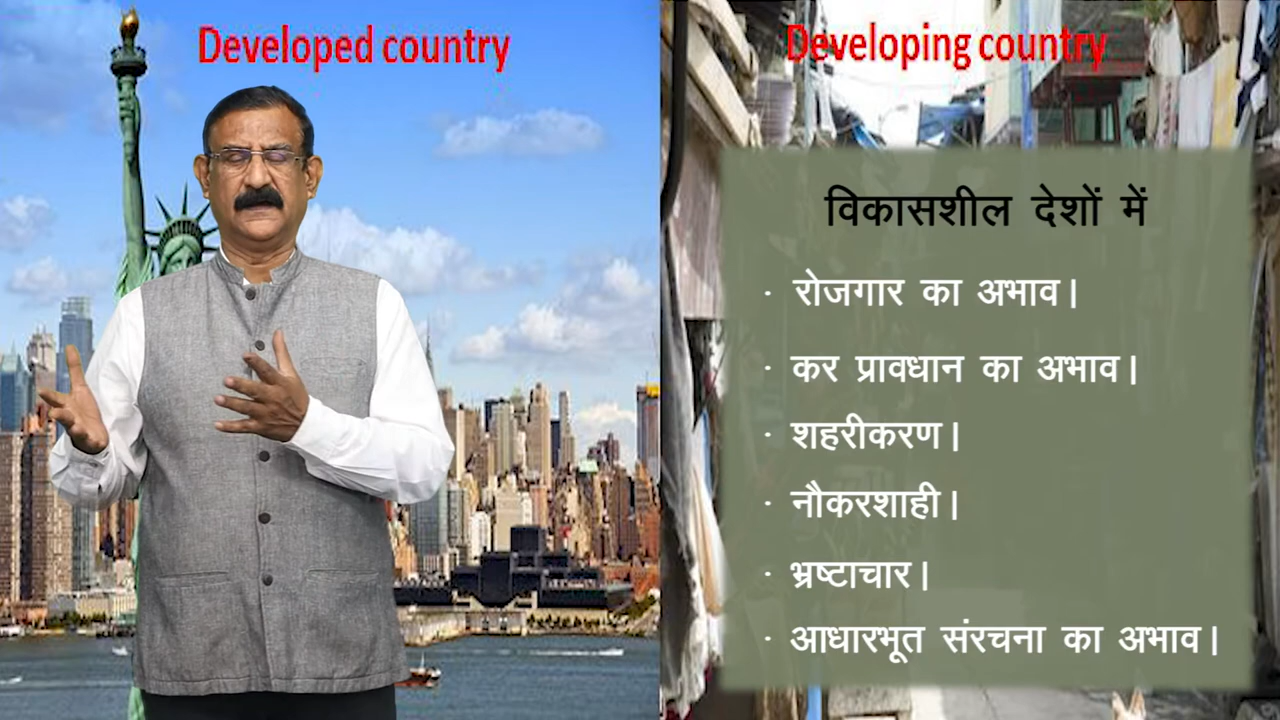 Developed country
Developing country
विकासशील देशों में
· रोजगार का अभाव।
· कर प्रावधान का अभाव।
· शहरीकरण।
· नौकरशाही।
· भ्रष्टाचार।
· आधारभूत संरचना का अभाव।